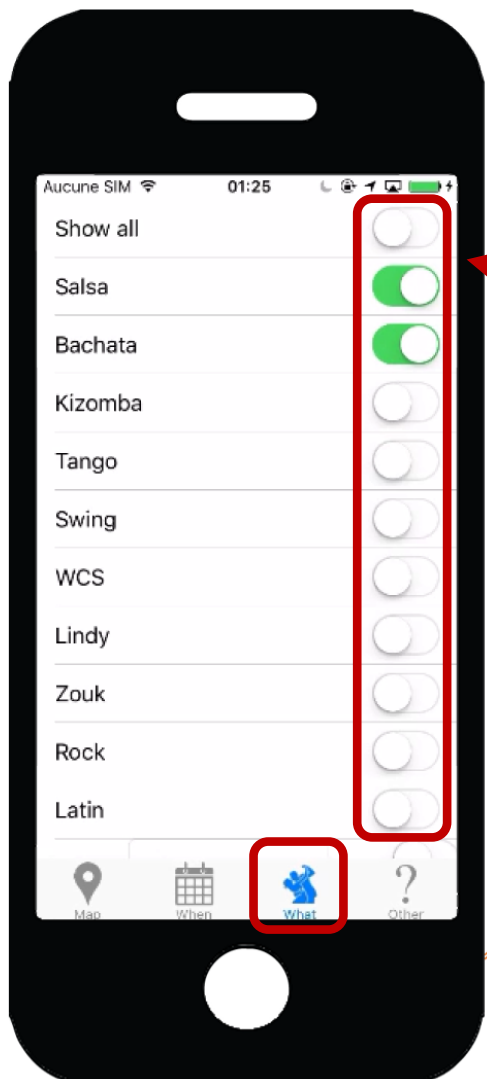 Aucune SIM 01:25
Show all
Salsa
Bachata
Kizomba
Tango
Swing
WCS
Lindy
Zouk
Rock
Latin
Map When What Other